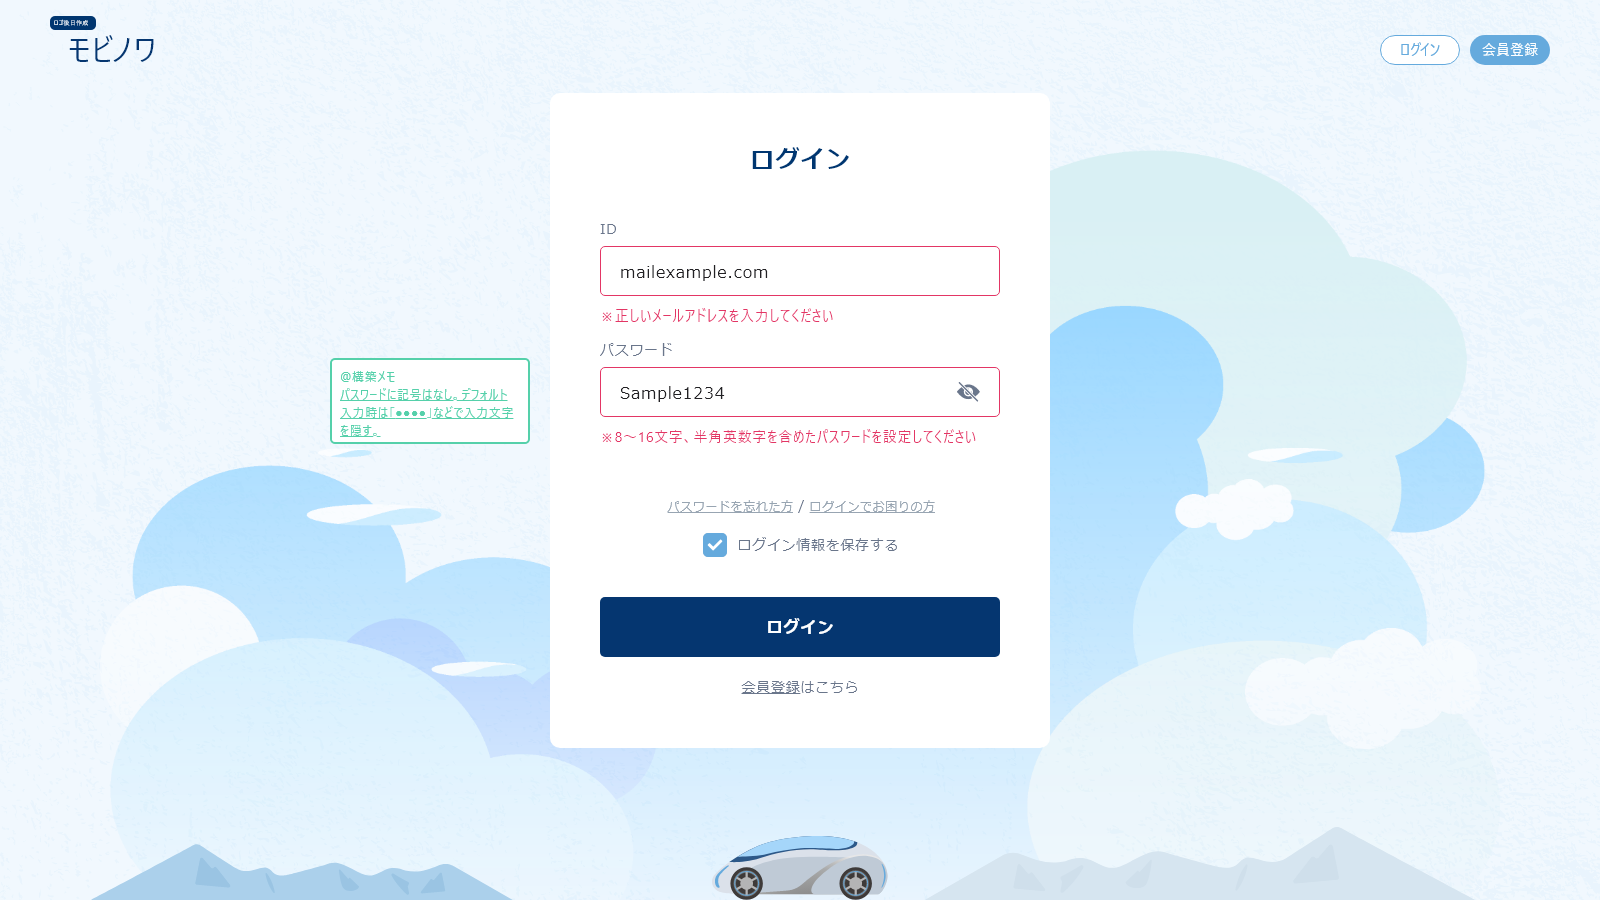 ロゴ後日作成
モビノワ
ログイン
会員登録
ログイン
ID
mailexample.com
※正しいメールアドレスを入力してください
パスワード
Sample1234
※8〜16文字、半角英数字を含めたパスワードを設定してください
@構築メモ
パスワードに記号はなし。デフォルト
入力時は「●●●●」などで入力文字
を隠す。
パスワードを忘れた方 / ログインでお困りの方
ログイン情報を保存する
ログイン
会員登録はこちら